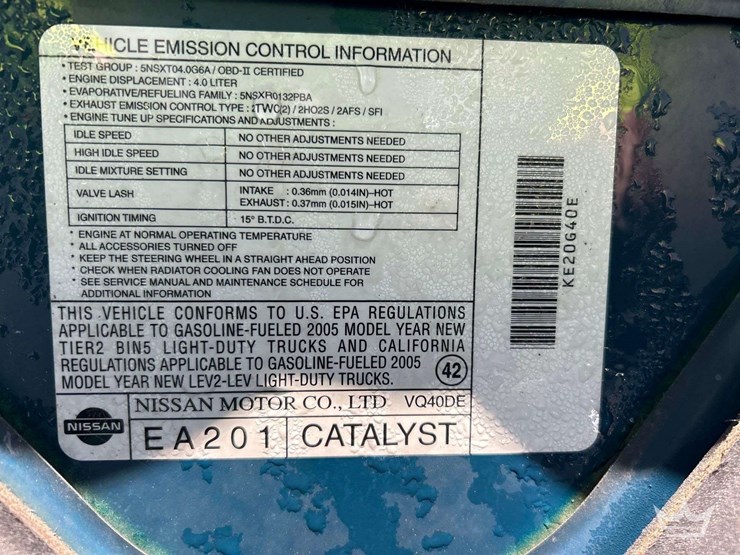 VEHICLE EMISSION CONTROL INFORMATION
• TEST GROUP : 5NSXT04.0G6A / OBD-II CERTIFIED
• ENGINE DISPLACEMENT : 4.0 LITER
• EVAPORATIVE/REFUELING FAMILY : 5NSXR0132PBA
• EXHAUST EMISSION CONTROL TYPE : 2TWC(2) / 2HO2S / 2AFS / SFI
• ENGINE TUNE UP SPECIFICATIONS AND ADJUSTMENTS :
IDLE SPEED NO OTHER ADJUSTMENTS NEEDED
HIGH IDLE SPEED NO OTHER ADJUSTMENTS NEEDED
IDLE MIXTURE SETTING NO OTHER ADJUSTMENTS NEEDED
VALVE LASH INTAKE : 0.36mm (0.014IN)–HOT
EXHAUST : 0.37mm (0.015IN)–HOT
IGNITION TIMING 15° B.T.D.C.
* ENGINE AT NORMAL OPERATING TEMPERATURE
* ALL ACCESSORIES TURNED OFF
* KEEP THE STEERING WHEEL IN A STRAIGHT AHEAD POSITION
* CHECK WHEN RADIATOR COOLING FAN DOES NOT OPERATE
* SEE SERVICE MANUAL AND MAINTENANCE SCHEDULE FOR
ADDITIONAL INFORMATION
THIS VEHICLE CONFORMS TO U.S. EPA REGULATIONS
APPLICABLE TO GASOLINE-FUELED 2005 MODEL YEAR NEW
TIER2 BIN5 LIGHT-DUTY TRUCKS AND CALIFORNIA
REGULATIONS APPLICABLE TO GASOLINE-FUELED 2005
MODEL YEAR NEW LEV2-LEV LIGHT-DUTY TRUCKS. 42
NISSAN NISSAN MOTOR CO., LTD VQ40DE
EA201 CATALYST
KE20G40E